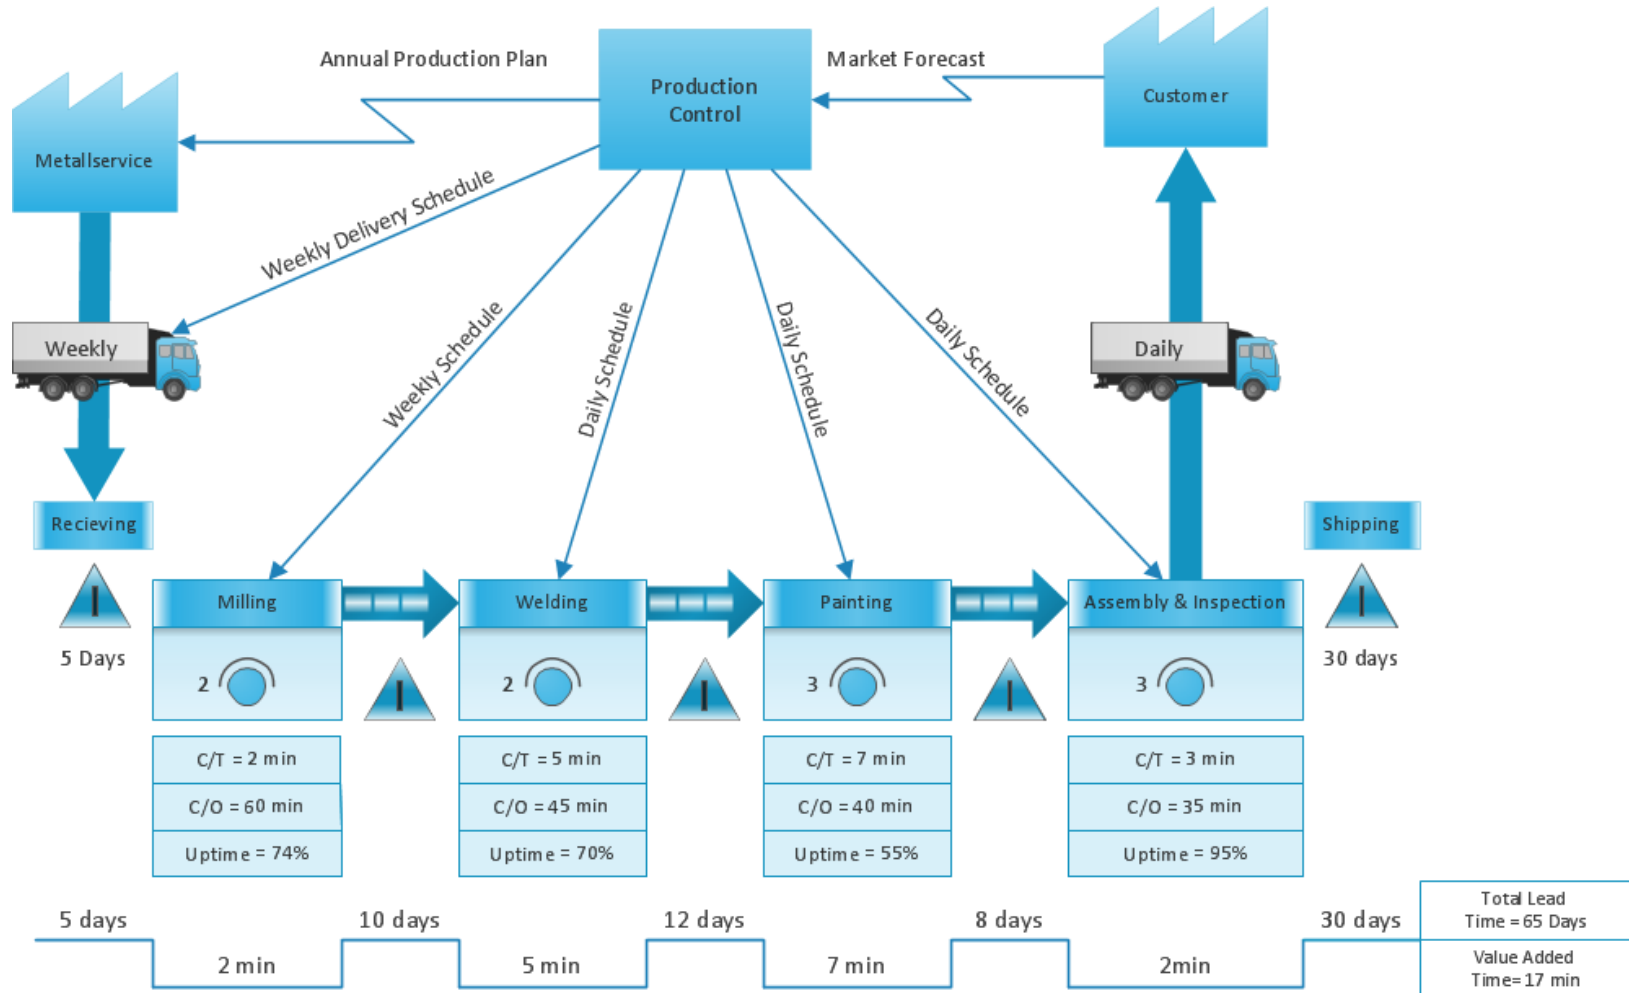 Annual Production Plan
Market Forecast
Production
Control
Customer
Metallservice
Weekly Delivery Schedule
Weekly Schedule
Daily Schedule
Daily Schedule
Daily Schedule
Weekly
Daily
Recieving
Shipping
5 Days
30 days
Milling
Welding
Painting
Assembly & Inspection
2
2
3
3
C/T = 2 min
C/T = 5 min
C/T = 7 min
C/T = 3 min
C/O = 60 min
C/O = 45 min
C/O = 40 min
C/O = 35 min
Uptime = 74%
Uptime = 70%
Uptime = 55%
Uptime = 95%
5 days
10 days
12 days
8 days
30 days
2 min
5 min
7 min
2min
Total Lead
Time = 65 Days
Value Added
Time= 17 min